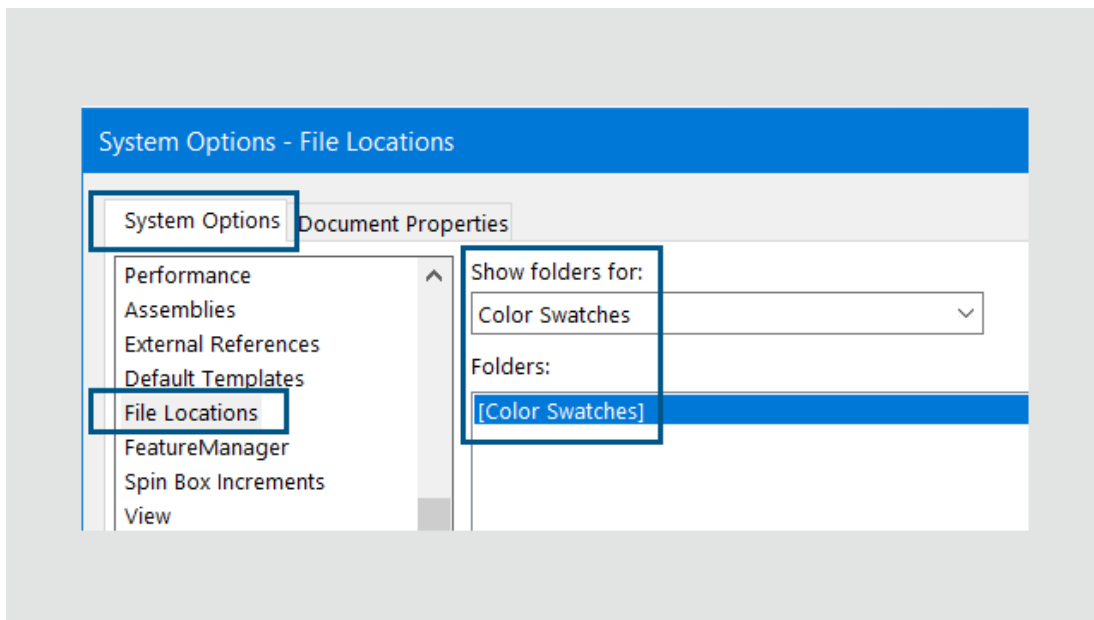 System Options - File Locations
System Options
Document Properties
Performance
Assemblies
External References
Default Templates
File Locations
FeatureManager
Spin Box Increments
View
Show folders for:
Color Swatches
Folders:
[Color Swatches]